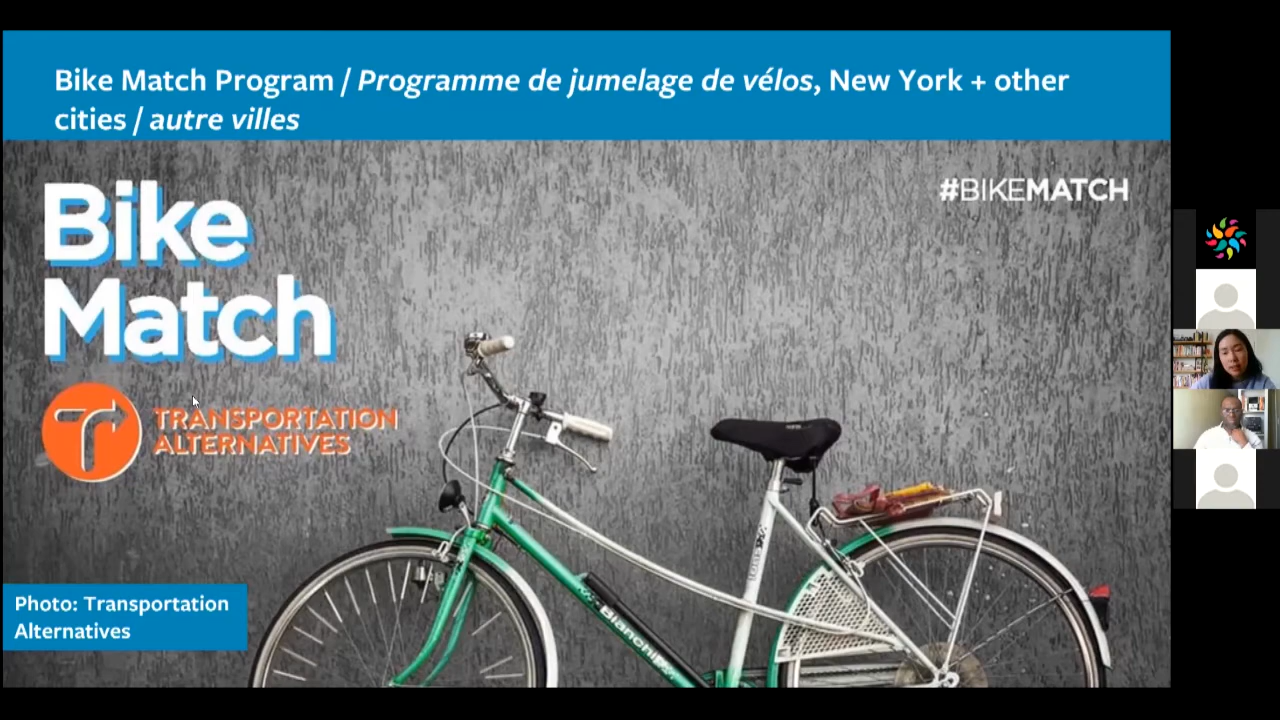 Bike Match Program / Programme de jumelage de vélos, New York + other
cities / autre villes
Bike
Match
#BIKEMATCH
TRANSPORTATION
ALTERNATIVES
Bianchi
Photo: Transportation
Alternatives